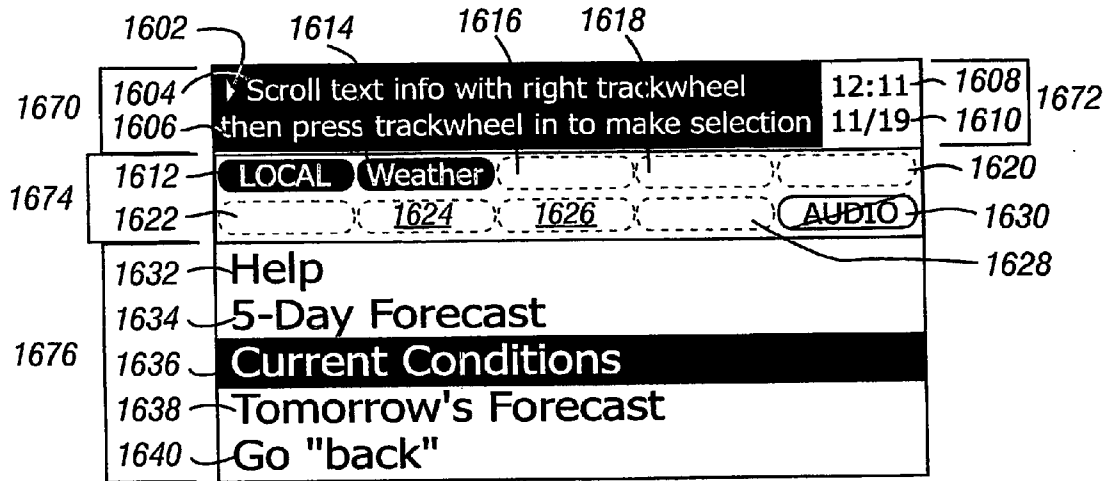 1602 1614 1616 1618
1670 1604 Scroll text info with right trackwheel 12:11 1608 1672
1606 then press trackwheel in to make selection 11/19 1610
1674 1612 LOCAL Weather 1620
1622 1624 1626 AUDIO 1630
1628
1632 Help
1634 5-Day Forecast
1676 1636 Current Conditions
1638 Tomorrow's Forecast
1640 Go "back"